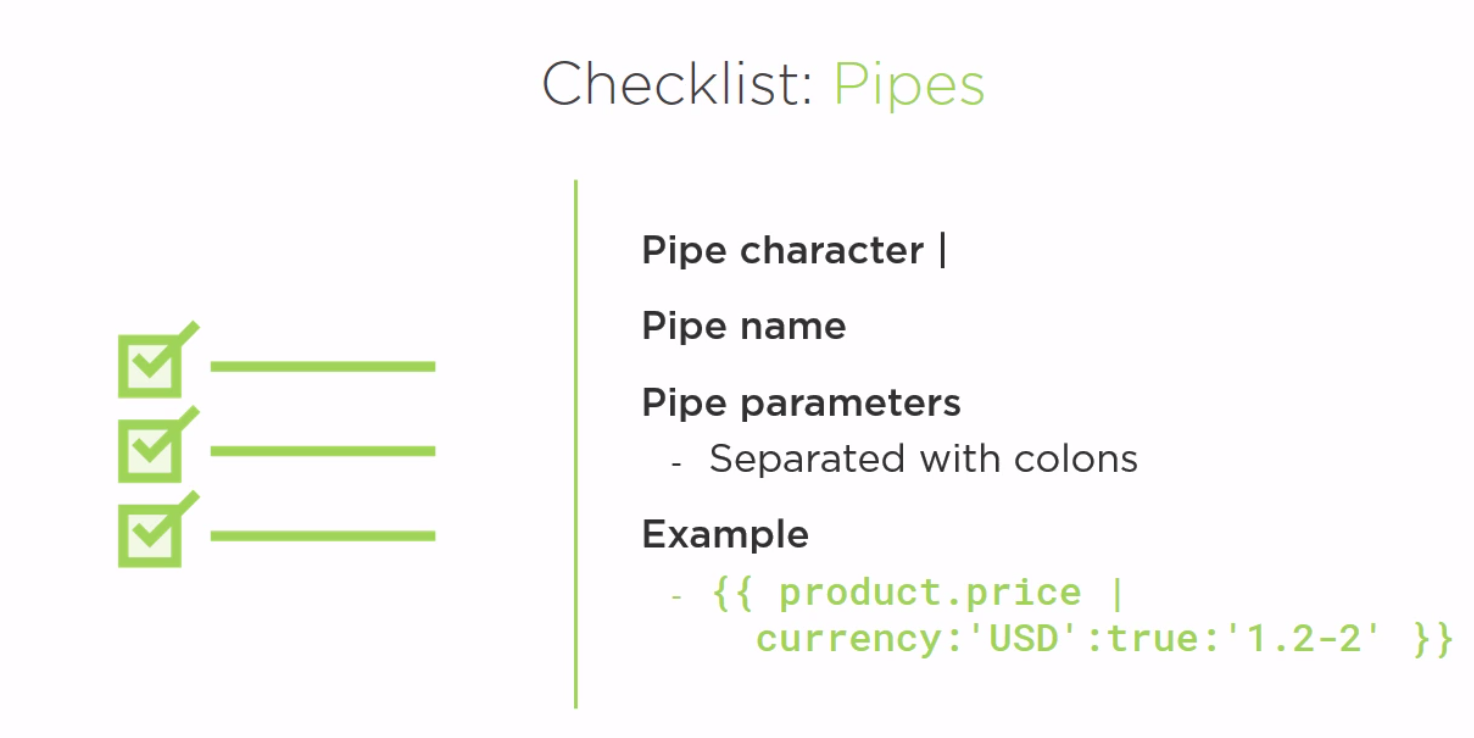 Checklist: Pipes
Pipe character |
Pipe name
Pipe parameters
- Separated with colons
Example
- {{ product.price |
currency:'USD':true:'1.2-2' }}